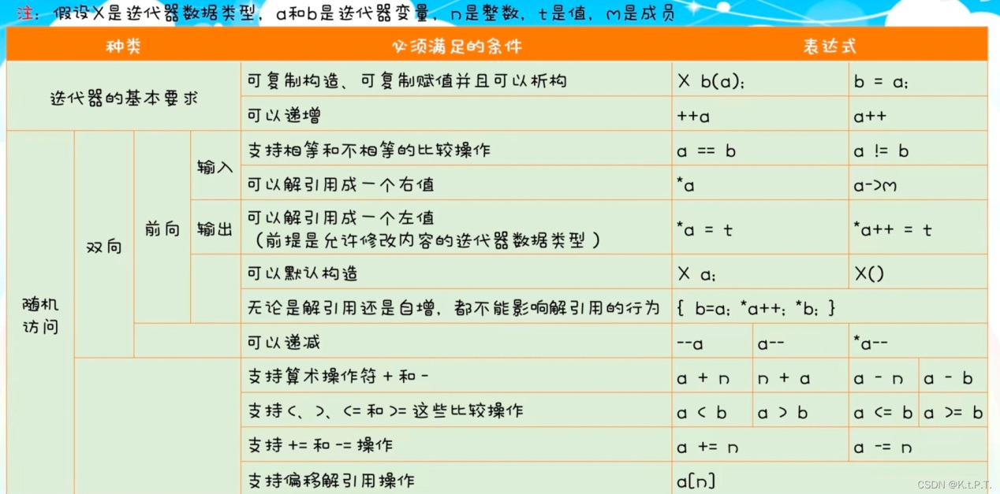 注：假设X是迭代器数据类型，a和b是迭代器变量，n是整数，t是值，m是成员
种类 必须满足的条件 表达式
迭代器的基本要求
可复制构造、可复制赋值并且可以析构 X b(a); b = a;
可以递增 ++a a++
随机
访问
双向
前向
输入
支持相等和不相等的比较操作 a == b a != b
可以解引用成一个右值 *a a->m
输出
可以解引用成一个左值
（前提是允许修改内容的迭代器数据类型 ） *a = t *a++ = t
可以默认构造 X a; X()
无论是解引用还是自增，都不能影响解引用的行为 { b=a; *a++; *b; }
可以递减 --a a-- *a--
支持算术操作符 + 和 - a + n n + a a - n a - b
支持 <、>、<= 和 >= 这些比较操作 a < b a > b a <= b a >= b
支持 += 和 -= 操作 a += n a -= n
支持偏移解引用操作 a[n]
CSDN @K.t.P.T.